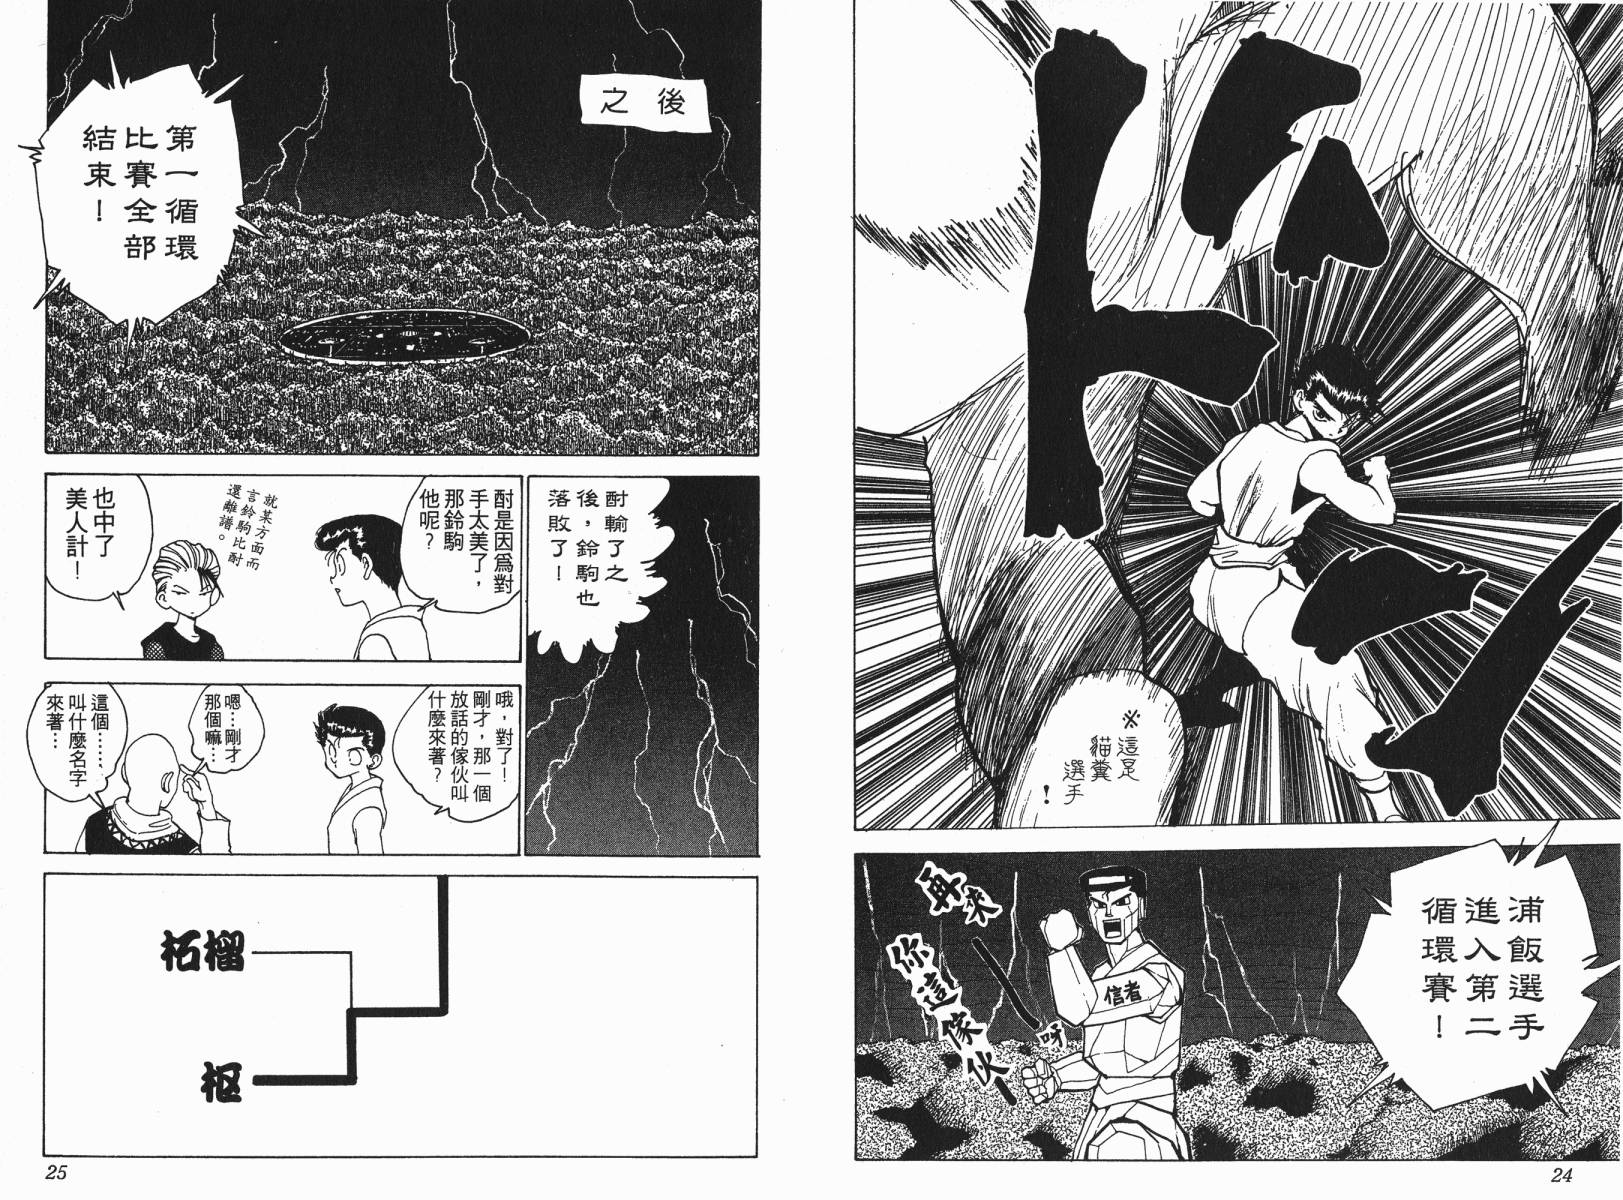 ドォン
※這是
貓糞
選手
！
浦飯選手
進入第二
循環賽！
再來
你這傢伙
呀
信者
24
之後
第一循環
比賽全部
結束！
酎輸了之
後，鈴駒也
落敗了！
酎是因為對
手太美了，
那鈴駒
他呢？
就某方面而
言鈴駒比酎
還離譜。
也中了
美人計！
哦，對了！
剛才，那一個
放話的傢伙叫
什麼來著？
嗯…剛才
那個嘛…
這個……
叫什麼名字
來著…
柘榴
枢
25